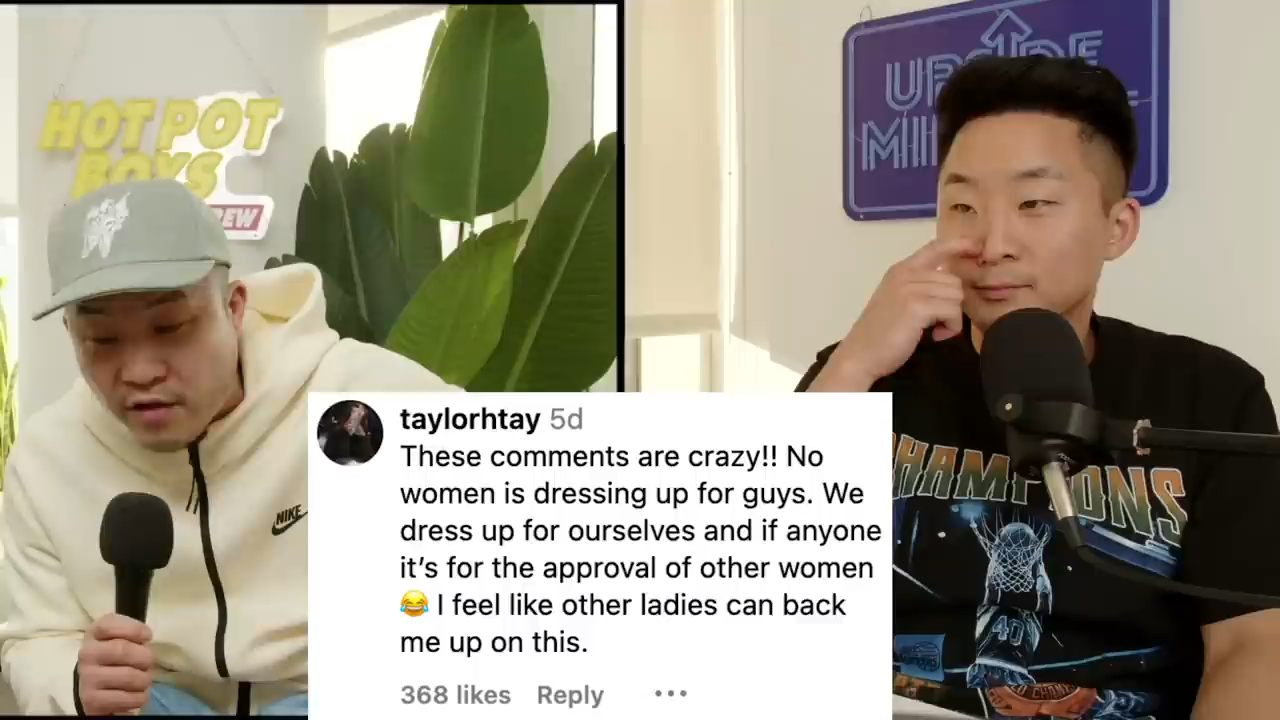 HOT POT
BOYS
taylorhtay 5d
These comments are crazy!! No
women is dressing up for guys. We
dress up for ourselves and if anyone
it's for the approval of other women
😂 I feel like other ladies can back
me up on this.
368 likes Reply •••
NIKE
40